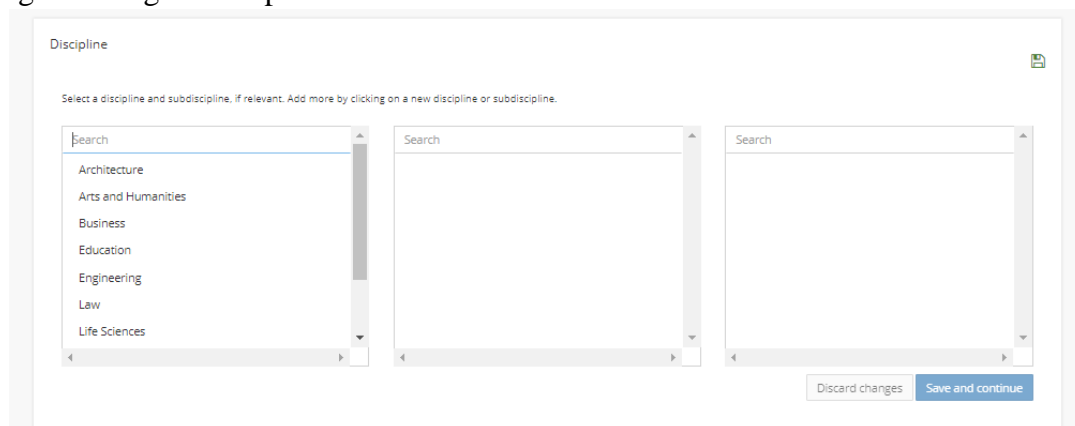 Discipline
Select a discipline and subdiscipline, if relevant. Add more by clicking on a new discipline or subdiscipline.
Search
Search
Search
Architecture
Arts and Humanities
Business
Education
Engineering
Law
Life Sciences
Discard changes
Save and continue